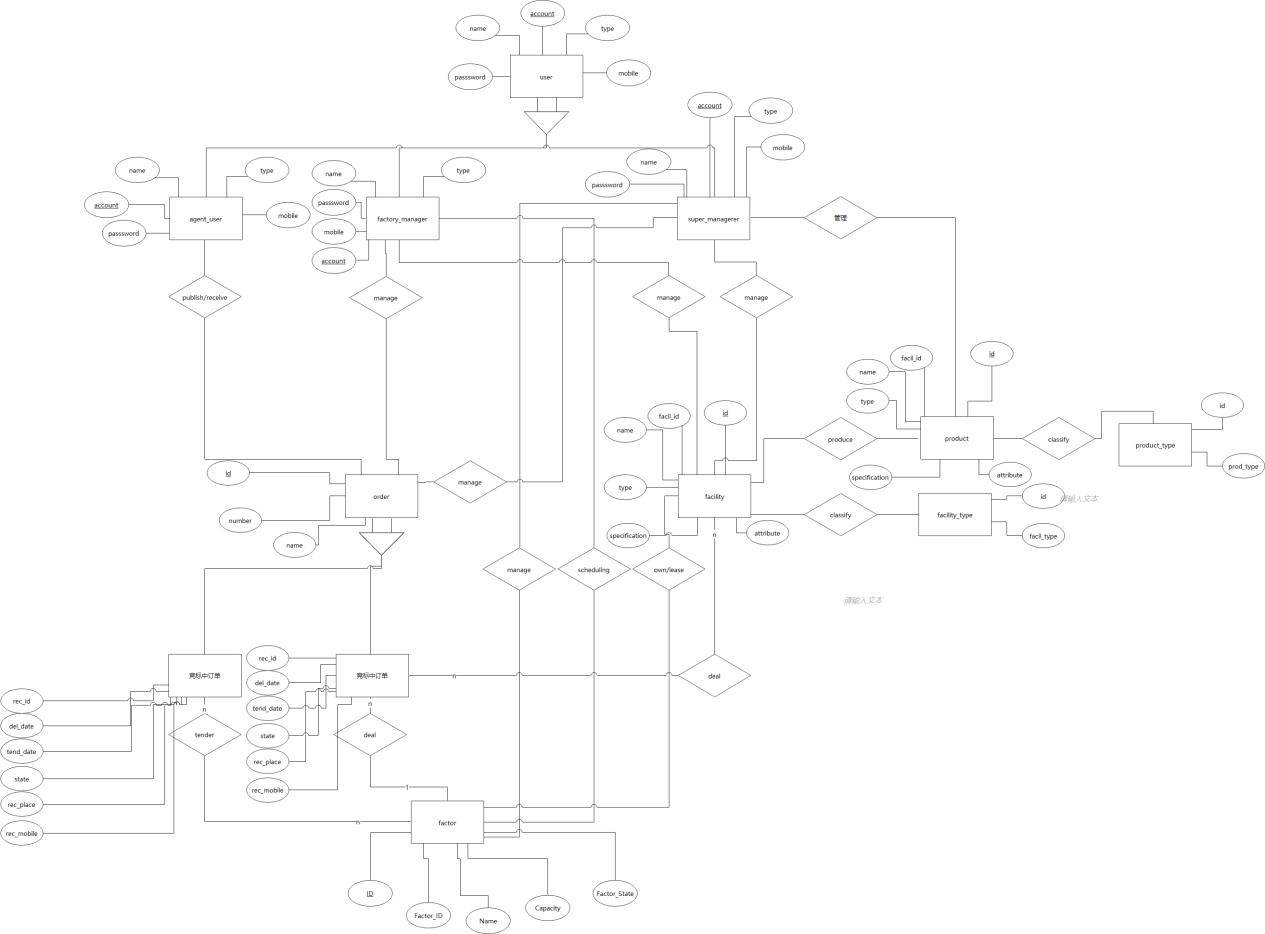 account
name
type
user
passsword
mobile
account
type
mobile
name
passsword
name
type
account
passsword
mobile
agent_user
name
type
passsword
mobile
account
factory_manager
super_managerer
管理
publish/receive
manage
manage
manage
name
facil_id
id
type
product
specification
attribute
produce
classify
product_type
id
prod_type
name
facil_id
id
type
facility
specification
attribute
n
classify
facility_type
id
请输入文本
facil_type
id
number
name
order
manage
manage
scheduling
own/lease
请输入文本
竞标中订单
rec_id
del_date
tend_date
state
rec_place
rec_mobile
n
tender
n
rec_id
del_date
tend_date
state
rec_place
rec_mobile
竞标中订单
n
deal
n
deal
1
factor
ID
Factor_ID
Name
Capacity
Factor_State